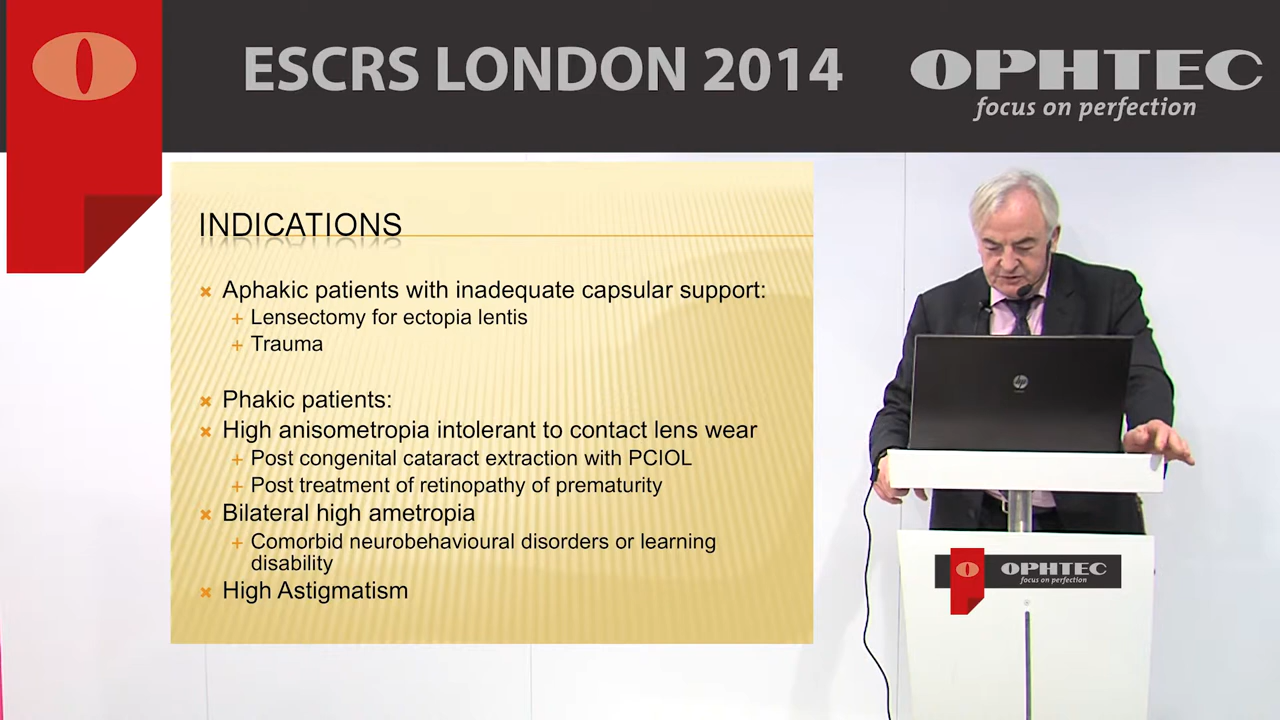 ESCRS LONDON 2014
OPHTEC
focus on perfection
INDICATIONS
Aphakic patients with inadequate capsular support:
Lensectomy for ectopia lentis
Trauma
Phakic patients:
High anisometropia intolerant to contact lens wear
Post congenital cataract extraction with PCIOL
Post treatment of retinopathy of prematurity
Bilateral high ametropia
Comorbid neurobehavioural disorders or learning
disability
High Astigmatism
hp
OPHTEC
focus on perfection